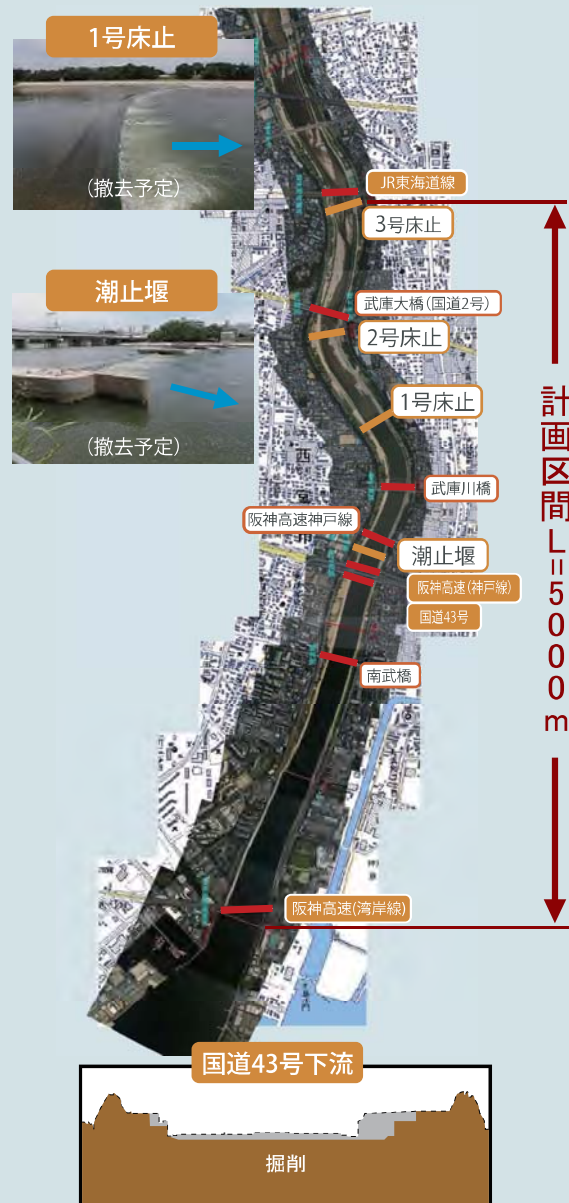 1号床止
(撤去予定)
潮止堰
(撤去予定)
JR東海道線
3号床止
武庫大橋(国道2号)
2号床止
1号床止
武庫川橋
阪神高速神戸線
潮止堰
阪神高速(神戸線)
国道43号
南武橋
阪神高速(湾岸線)
計画区間L=5000m
西
宮
国道43号下流
掘削